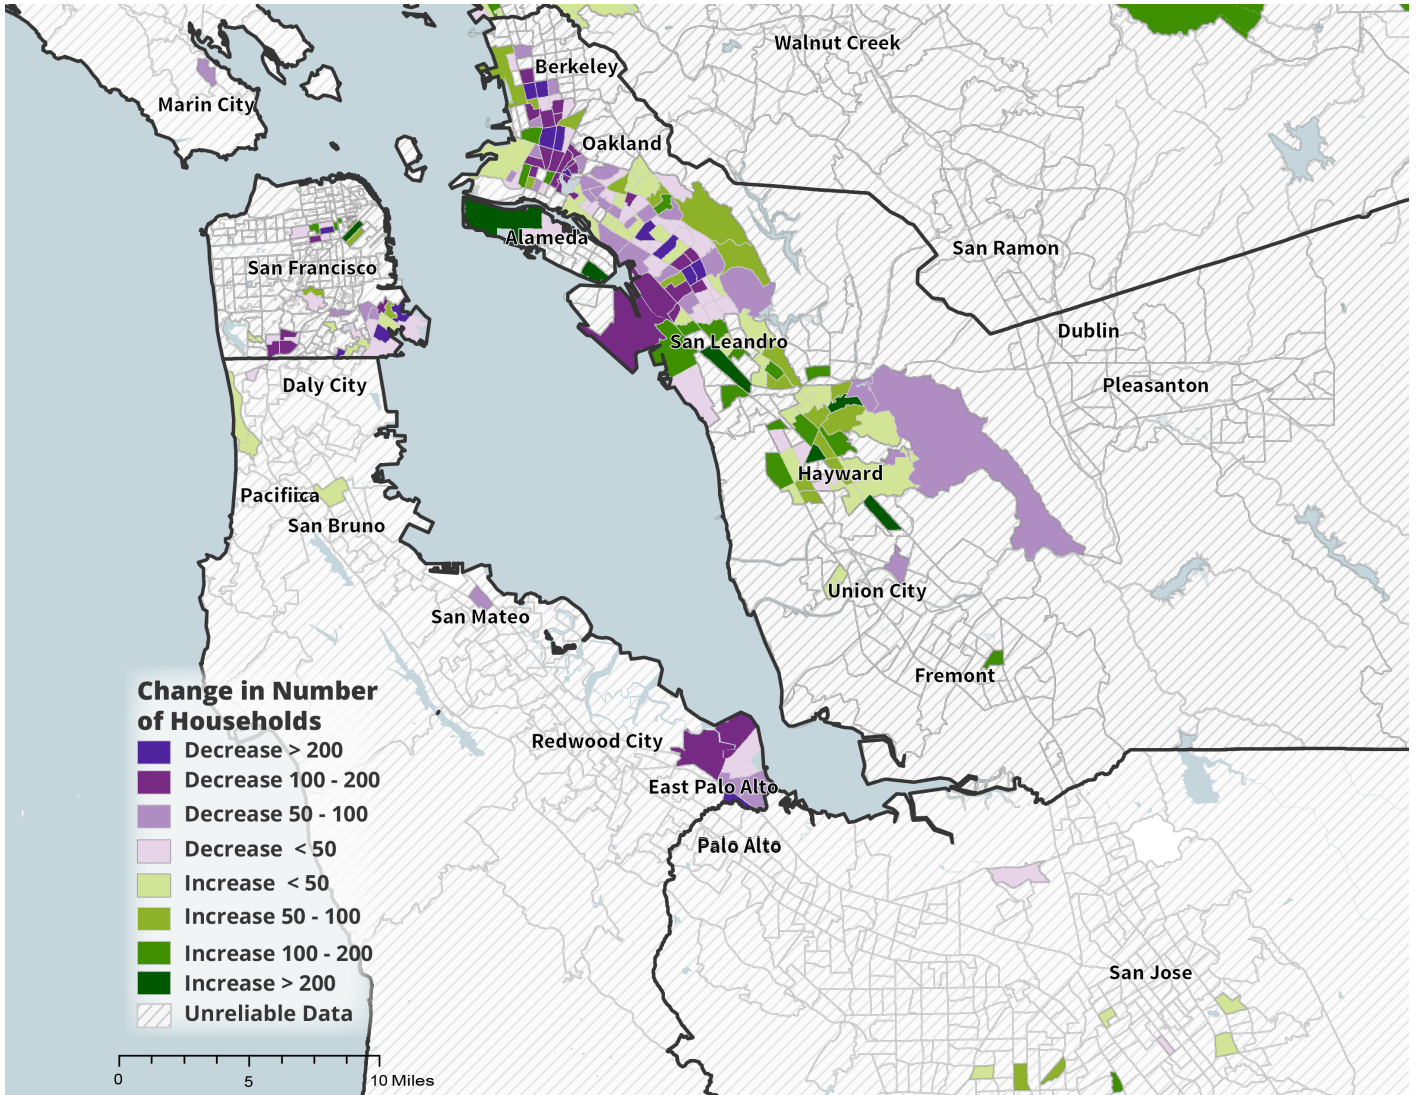 Walnut Creek
Berkeley
Marin City
Oakland
Alameda
San Ramon
San Francisco
Dublin
San Leandro
Daly City
Pleasanton
Hayward
Pacifiica
San Bruno
Union City
San Mateo
Fremont
Redwood City
East Palo Alto
Palo Alto
San Jose
Change in Number
of Households
Decrease > 200
Decrease 100 - 200
Decrease 50 - 100
Decrease < 50
Increase < 50
Increase 50 - 100
Increase 100 - 200
Increase > 200
Unreliable Data
0 5 10 Miles